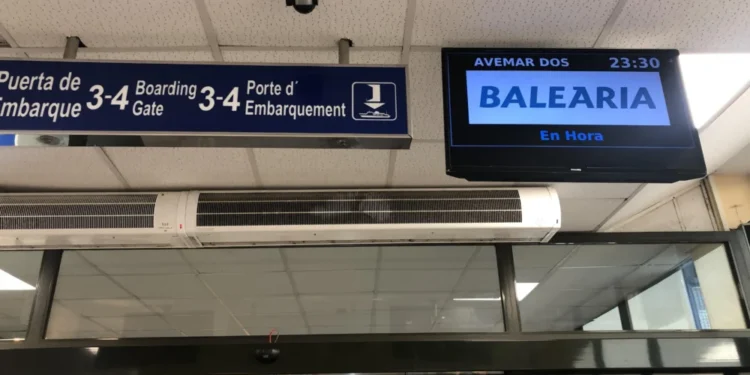 Puerta de
Embarque
3-4
Boarding
Gate
3-4
Porte d´
Embarquement
AVEMAR DOS 23:30
BALEARIA
En Hora